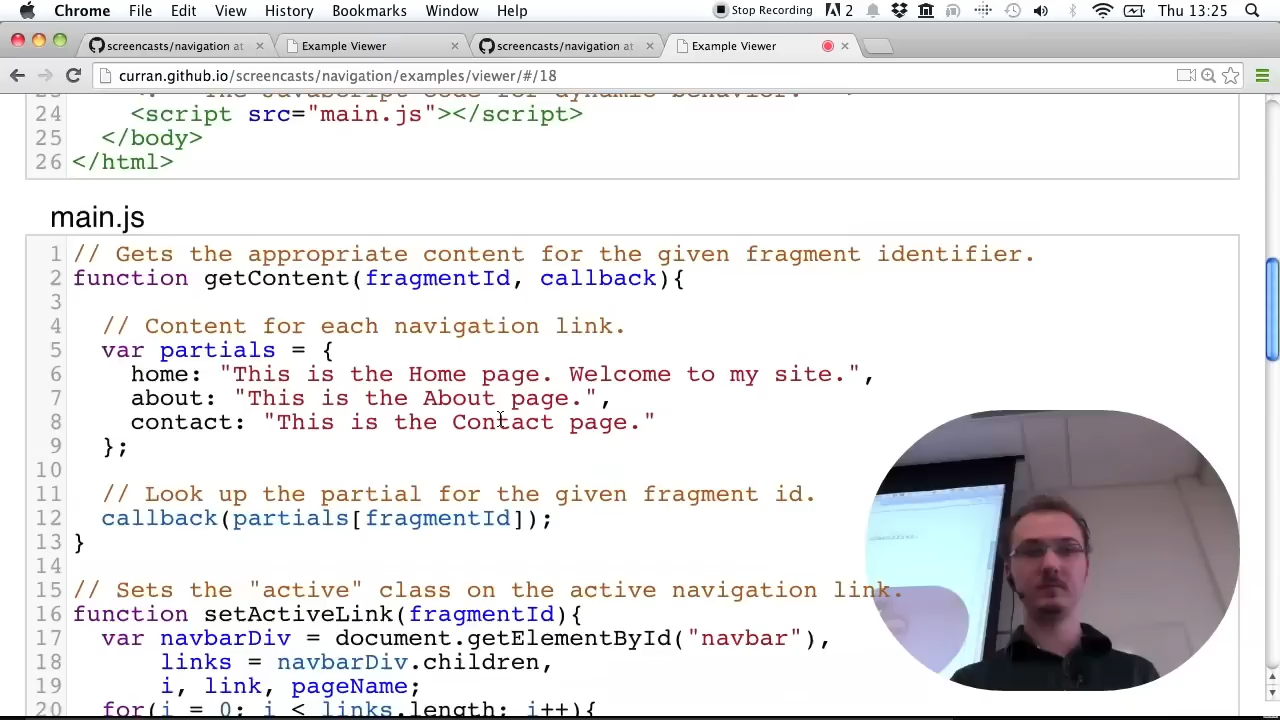 Chrome File Edit View History Bookmarks Window Help Stop Recording 2 Thu 13:25
screencasts/navigation at Example Viewer screencasts/navigation at Example Viewer
curran.github.io/screencasts/navigation/examples/viewer/#/18
24 <script src="main.js"></script>
25 </body>
26 </html>
main.js
1 // Gets the appropriate content for the given fragment identifier.
2 function getContent(fragmentId, callback){
3
4 // Content for each navigation link.
5 var partials = {
6 home: "This is the Home page. Welcome to my site.",
7 about: "This is the About page.",
8 contact: "This is the Contact page."
9 };
10
11 // Look up the partial for the given fragment id.
12 callback(partials[fragmentId]);
13 }
14
15 // Sets the "active" class on the active navigation link.
16 function setActiveLink(fragmentId){
17 var navbarDiv = document.getElementById("navbar"),
18 links = navbarDiv.children,
19 i, link, pageName;
20 for(i = 0; i < links.length; i++){